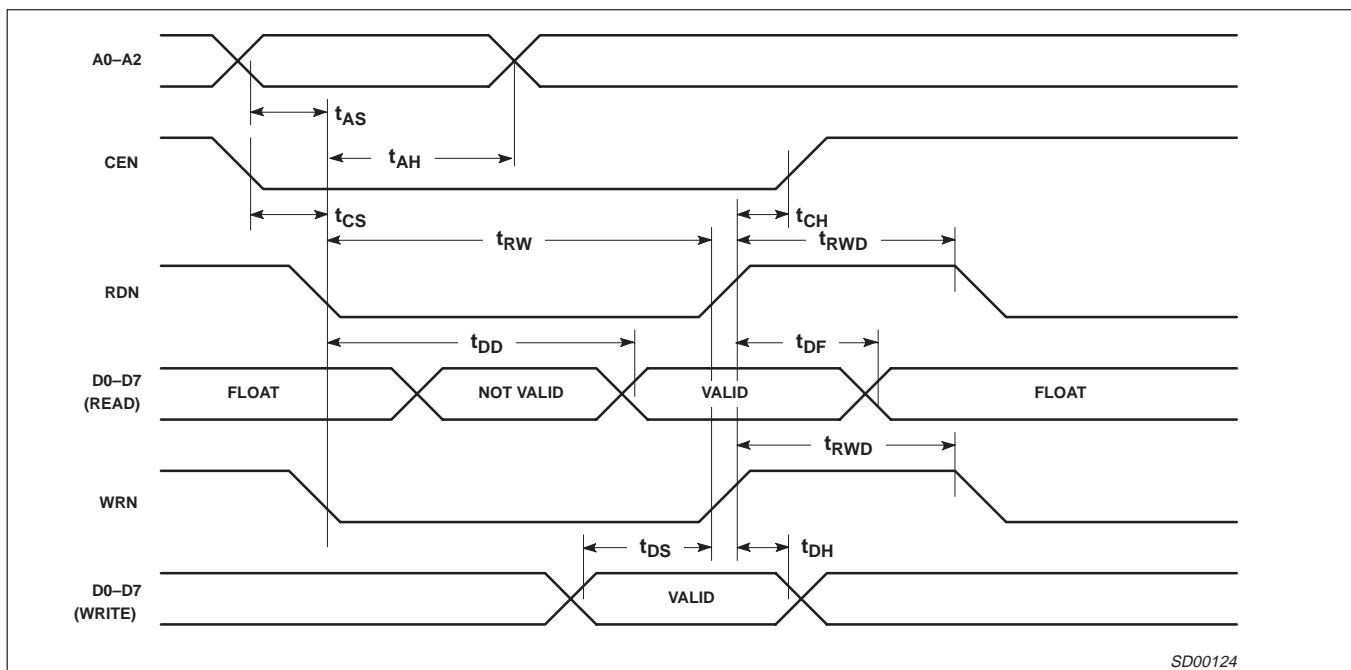 A0–A2
tAS
tAH
CEN
tCS
tCH
tRW
tRWD
RDN
tDD
tDF
D0–D7
(READ)
FLOAT
NOT VALID
VALID
FLOAT
tRWD
WRN
tDS
tDH
D0–D7
(WRITE)
VALID
SD00124